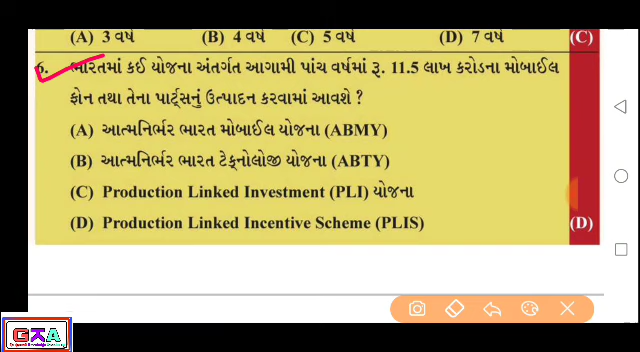 (A) 3 વર્ષ (B) 4 વર્ષ (C) 5 વર્ષ (D) 7 વર્ષ (C)
6. ભારતમાં કઈ યોજના અંતર્ગત આગામી પાંચ વર્ષમાં રૂ. 11.5 લાખ કરોડના મોબાઈલ
ફોન તથા તેના પાર્ટ્સનું ઉત્પાદન કરવામાં આવશે ?
(A) આત્મનિર્ભર ભારત મોબાઈલ યોજના (ABMY)
(B) આત્મનિર્ભર ભારત ટેક્નોલોજી યોજના (ABTY)
(C) Production Linked Investment (PLI) યોજના
(D) Production Linked Incentive Scheme (PLIS) (D)
GKA